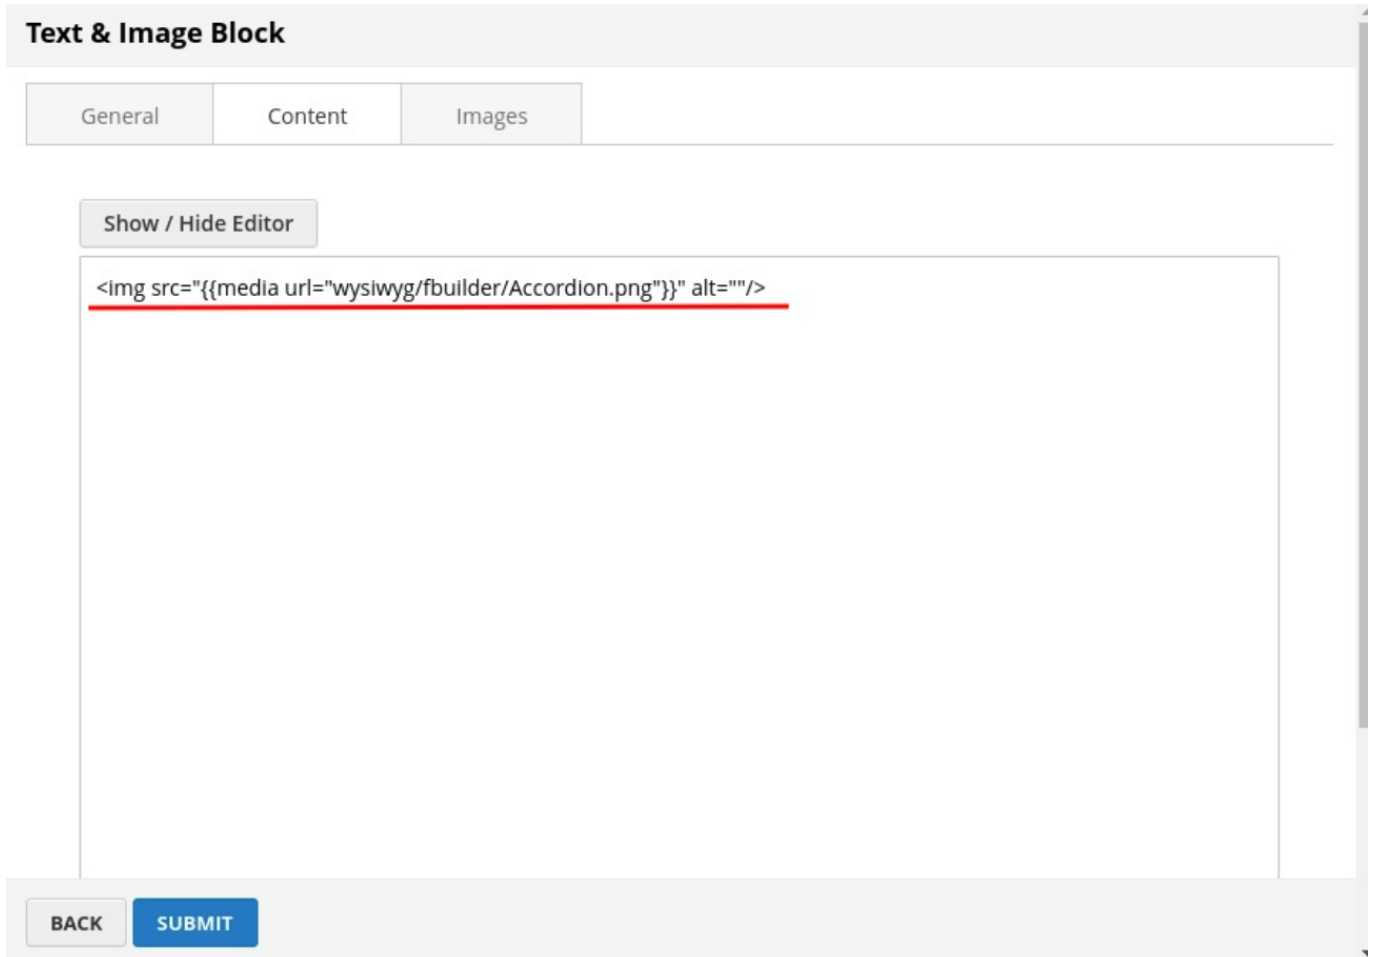 Text & Image Block
General Content Images
Show / Hide Editor
<img src="{{media url="wysiwyg/fbuilder/Accordion.png"}}" alt=""/>
BACK SUBMIT